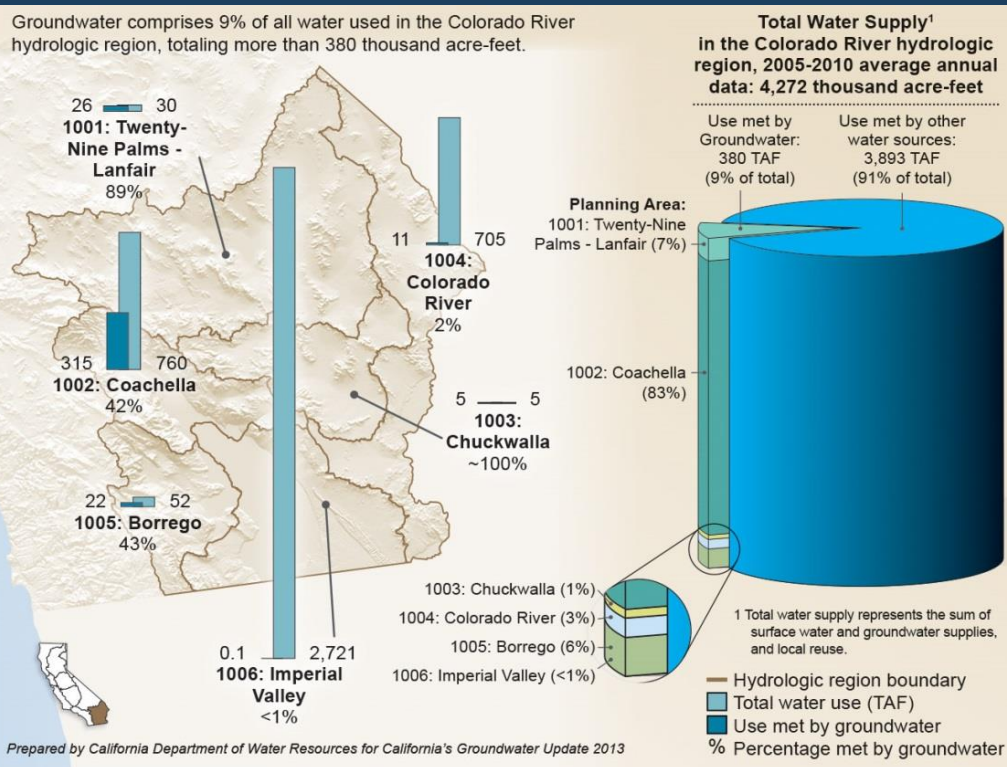 Groundwater comprises 9% of all water used in the Colorado River
hydrologic region, totaling more than 380 thousand acre-feet.
26 30
1001: Twenty-
Nine Palms -
Lanfair
89%
11 705
1004:
Colorado
River
2%
315 760
1002: Coachella
42%
5 5
1003:
Chuckwalla
~100%
22 52
1005: Borrego
43%
0.1 2,721
1006: Imperial
Valley
<1%
Total Water Supply¹
in the Colorado River hydrologic
region, 2005-2010 average annual
data: 4,272 thousand acre-feet
Use met by
Groundwater:
380 TAF
(9% of total)
Use met by other
water sources:
3,893 TAF
(91% of total)
Planning Area:
1001: Twenty-Nine
Palms - Lanfair (7%)
1002: Coachella
(83%)
1003: Chuckwalla (1%)
1004: Colorado River (3%)
1005: Borrego (6%)
1006: Imperial Valley (<1%)
1 Total water supply represents the sum of
surface water and groundwater supplies,
and local reuse.
Hydrologic region boundary
Total water use (TAF)
Use met by groundwater
% Percentage met by groundwater
Prepared by California Department of Water Resources for California's Groundwater Update 2013